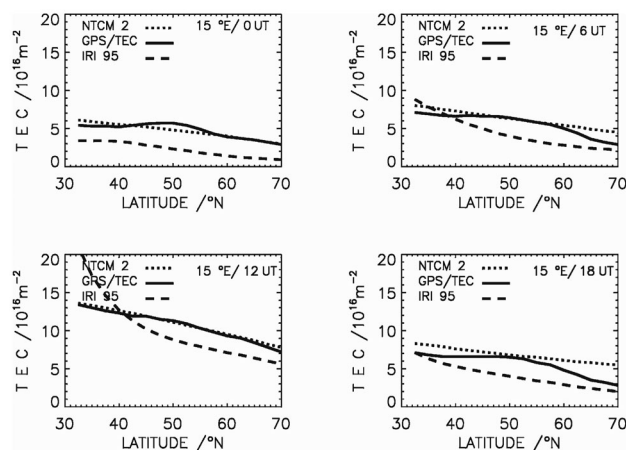 NTCM 2
GPS/TEC
IRI 95
15 °E/ 0 UT
20
15
10
5
0
T E C /10¹⁶m⁻²
30 40 50 60 70
LATITUDE /°N
NTCM 2
GPS/TEC
IRI 95
15 °E/ 6 UT
20
15
10
5
0
T E C /10¹⁶m⁻²
30 40 50 60 70
LATITUDE /°N
NTCM 2
GPS/TEC
IRI 95
15 °E/ 12 UT
20
15
10
5
0
T E C /10¹⁶m⁻²
30 40 50 60 70
LATITUDE /°N
NTCM 2
GPS/TEC
IRI 95
15 °E/ 18 UT
20
15
10
5
0
T E C /10¹⁶m⁻²
30 40 50 60 70
LATITUDE /°N